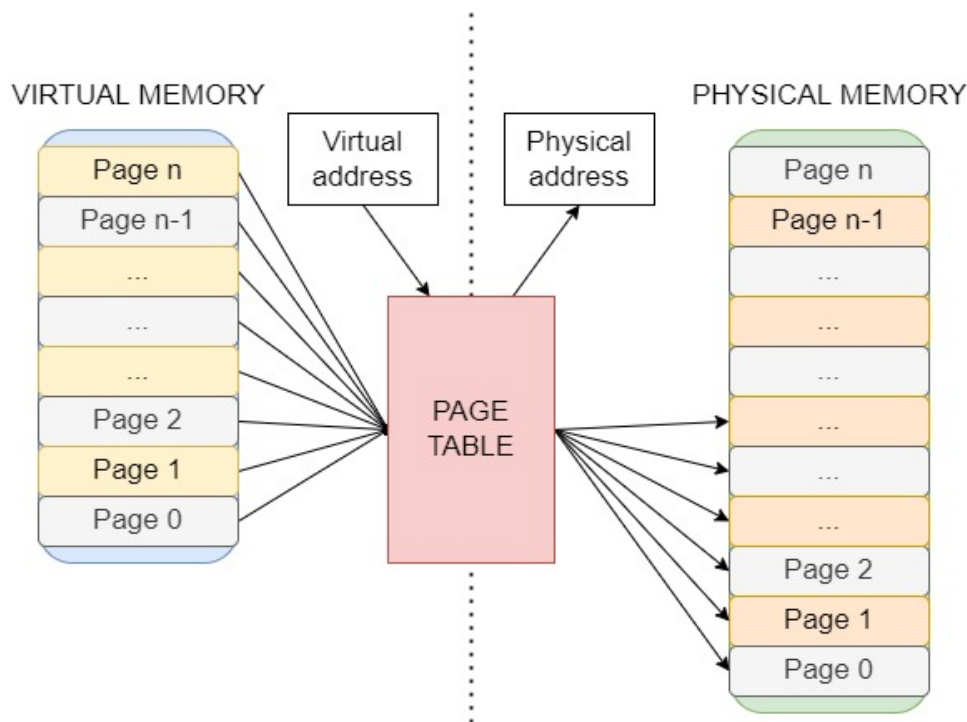 VIRTUAL MEMORY
Page n
Page n-1
...
...
...
Page 2
Page 1
Page 0
Virtual
address
Physical
address
PAGE
TABLE
PHYSICAL MEMORY
Page n
Page n-1
...
...
...
...
...
...
Page 2
Page 1
Page 0